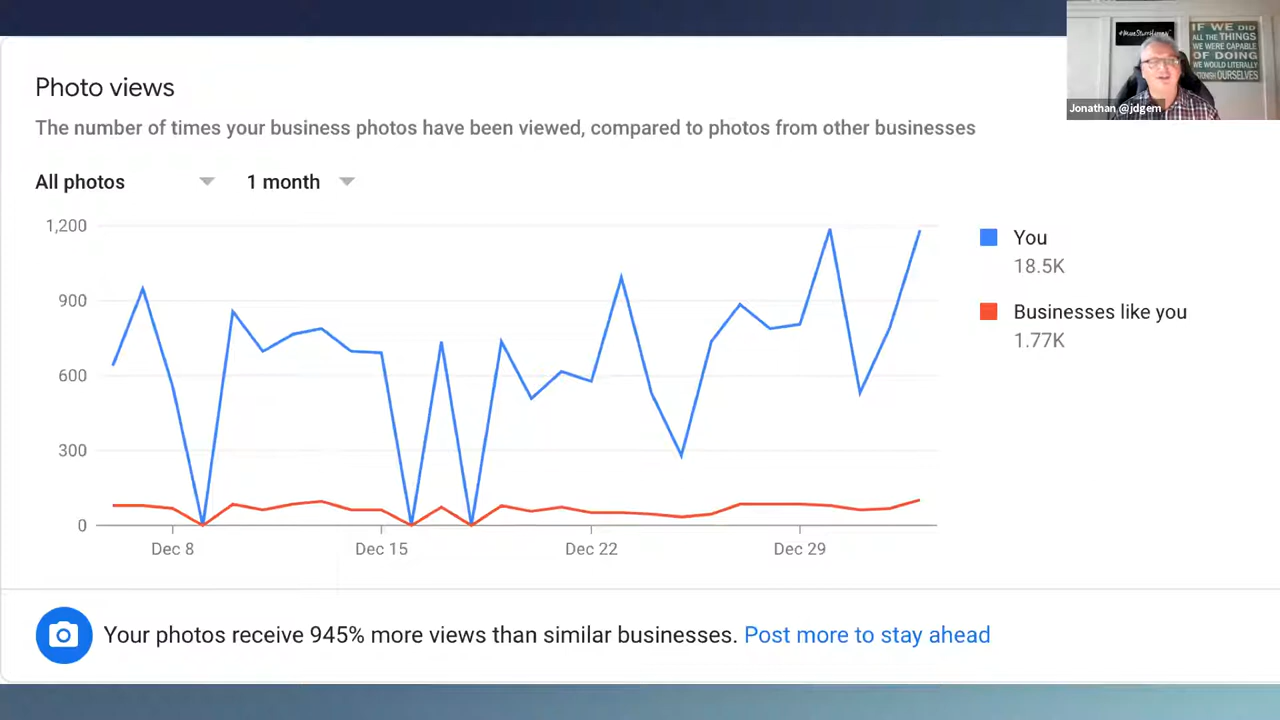 Photo views
The number of times your business photos have been viewed, compared to photos from other businesses
All photos
1 month
1,200
900
600
300
0
Dec 8
Dec 15
Dec 22
Dec 29
You
18.5K
Businesses like you
1.77K
Your photos receive 945% more views than similar businesses. Post more to stay ahead
IF WE DID
ALL THE THINGS
WE WERE CAPABLE
OF DOING
WE WOULD LITERALLY
OURSELVES
Jonathan @jdgem